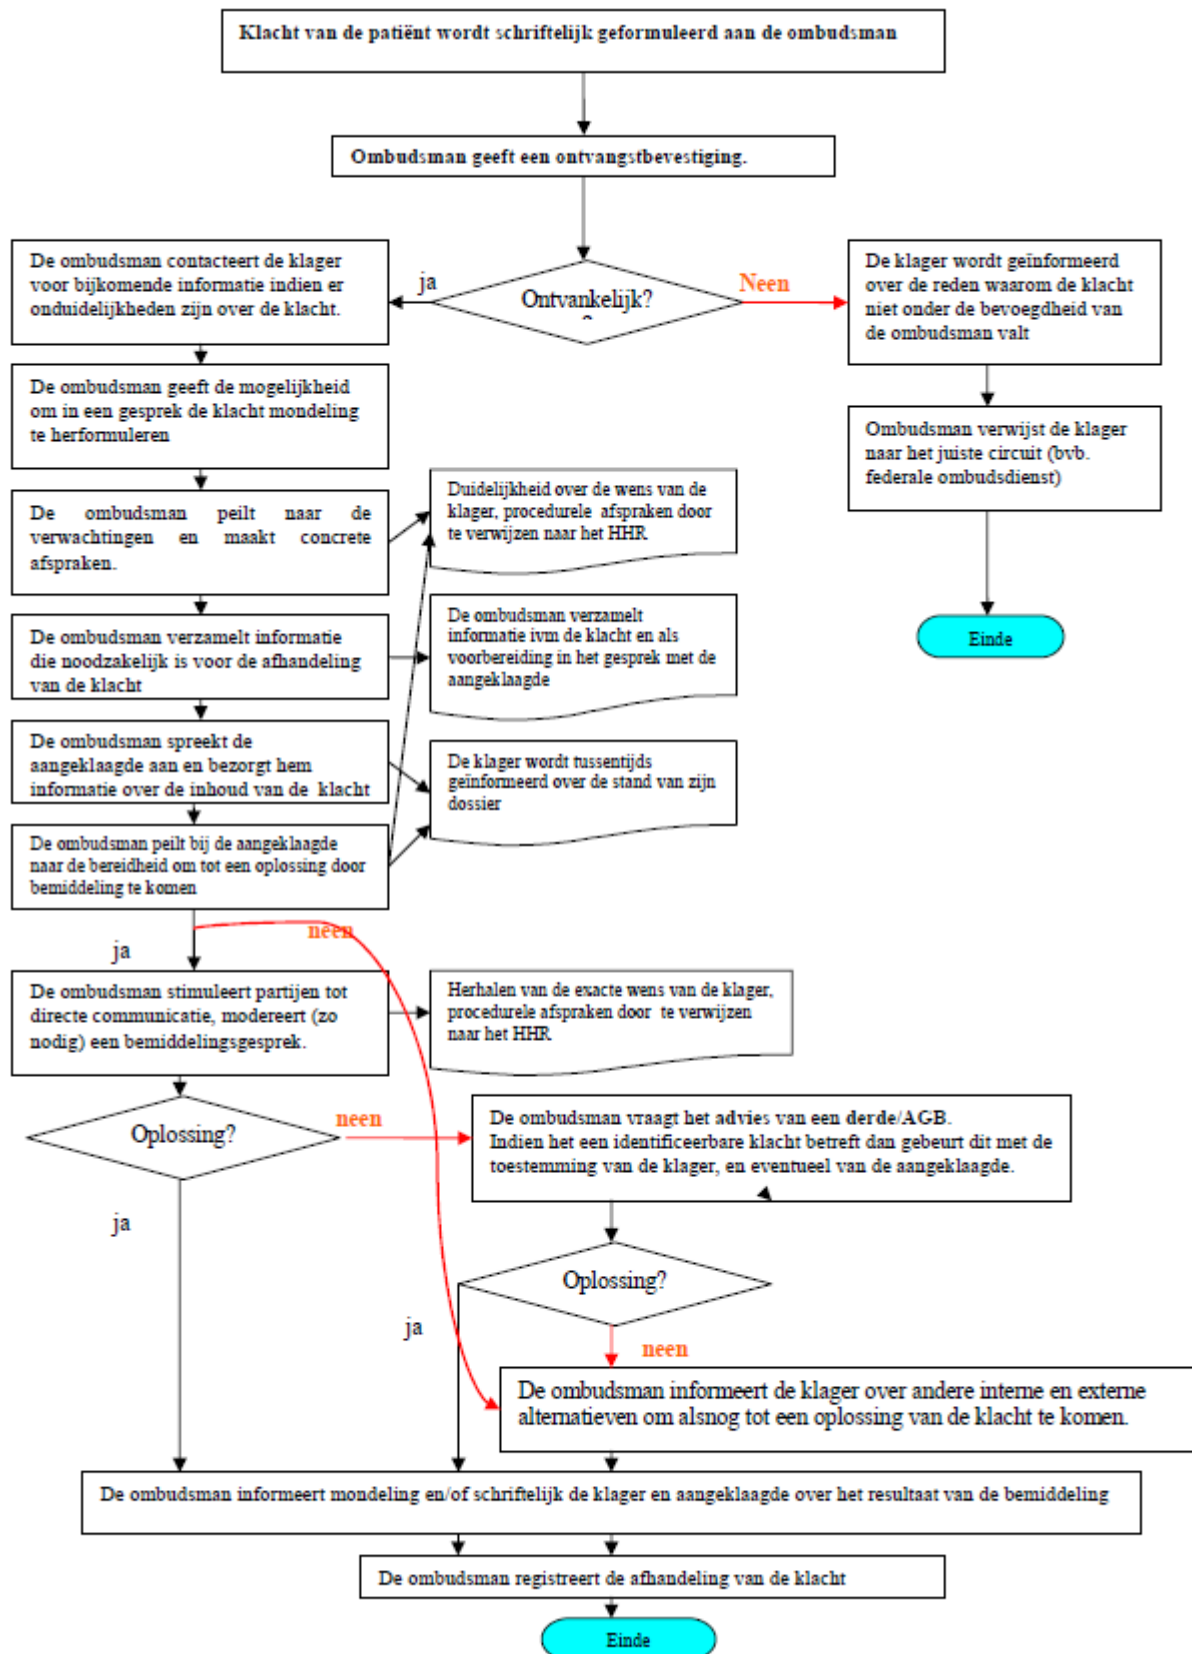 Klacht van de patiënt wordt schriftelijk geformuleerd aan de ombudsman
Ombudsman geeft een ontvangstbevestiging.
De ombudsman contacteert de klager
voor bijkomende informatie indien er
onduidelijkheden zijn over de klacht.
ja
Ontvankelijk?
Neen
De klager wordt geïnformeerd
over de reden waarom de klacht
niet onder de bevoegdheid van
de ombudsman valt
De ombudsman geeft de mogelijkheid
om in een gesprek de klacht mondeling
te herformuleren
Ombudsman verwijst de klager
naar het juiste circuit (bvb.
federale ombudsdienst)
De ombudsman peilt naar de
verwachtingen en maakt concrete
afspraken.
Duidelijkheid over de wens van de
klager, procedurele afspraken door
te verwijzen naar het HHR
De ombudsman verzamelt informatie
die noodzakelijk is voor de afhandeling
van de klacht
De ombudsman verzamelt
informatie ivm de klacht en als
voorbereiding in het gesprek met de
aangeklaagde
Einde
De ombudsman spreekt de
aangeklaagde aan en bezorgt hem
informatie over de inhoud van de klacht
De klager wordt tussentijds
geïnformeerd over de stand van zijn
dossier
De ombudsman peilt bij de aangeklaagde
naar de bereidheid om tot een oplossing door
bemiddeling te komen
neen
ja
De ombudsman stimuleert partijen tot
directe communicatie, modereert (zo
nodig) een bemiddelingsgesprek.
Herhalen van de exacte wens van de klager,
procedurele afspraken door te verwijzen
naar het HHR
Oplossing?
neen
De ombudsman vraagt het advies van een derde/AGB.
Indien het een identificeerbare klacht betreft dan gebeurt dit met de
toestemming van de klager, en eventueel van de aangeklaagde.
ja
Oplossing?
ja
neen
De ombudsman informeert de klager over andere interne en externe
alternatieven om alsnog tot een oplossing van de klacht te komen.
De ombudsman informeert mondeling en/of schriftelijk de klager en aangeklaagde over het resultaat van de bemiddeling
De ombudsman registreert de afhandeling van de klacht
Einde